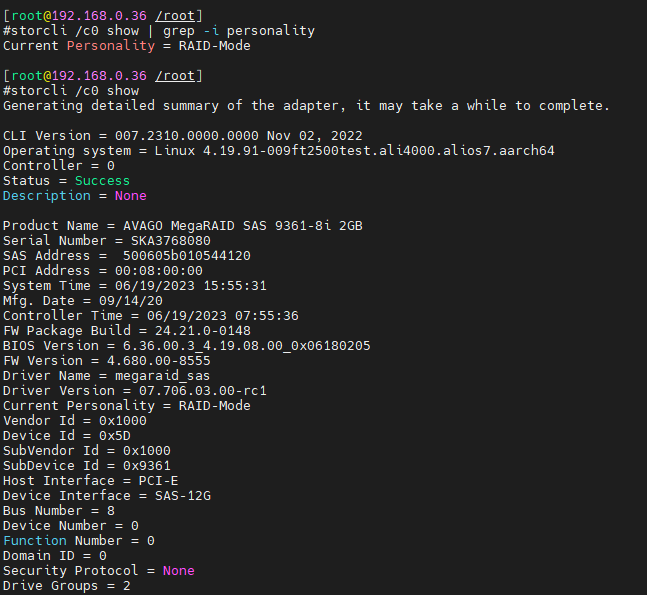 [root@192.168.0.36 /root]
#storcli /c0 show | grep -i personality
Current Personality = RAID-Mode
[root@192.168.0.36 /root]
#storcli /c0 show
Generating detailed summary of the adapter, it may take a while to complete.
CLI Version = 007.2310.0000.0000 Nov 02, 2022
Operating system = Linux 4.19.91-009ft2500test.ali4000.alios7.aarch64
Controller = 0
Status = Success
Description = None
Product Name = AVAGO MegaRAID SAS 9361-8i 2GB
Serial Number = SKA3768080
SAS Address =  500605b010544120
PCI Address = 00:08:00:00
System Time = 06/19/2023 15:55:31
Mfg. Date = 09/14/20
Controller Time = 06/19/2023 07:55:36
FW Package Build = 24.21.0-0148
BIOS Version = 6.36.00.3_4.19.08.00_0x06180205
FW Version = 4.680.00-8555
Driver Name = megaraid_sas
Driver Version = 07.706.03.00-rc1
Current Personality = RAID-Mode
Vendor Id = 0x1000
Device Id = 0x5D
SubVendor Id = 0x1000
SubDevice Id = 0x9361
Host Interface = PCI-E
Device Interface = SAS-12G
Bus Number = 8
Device Number = 0
Function Number = 0
Domain ID = 0
Security Protocol = None
Drive Groups = 2